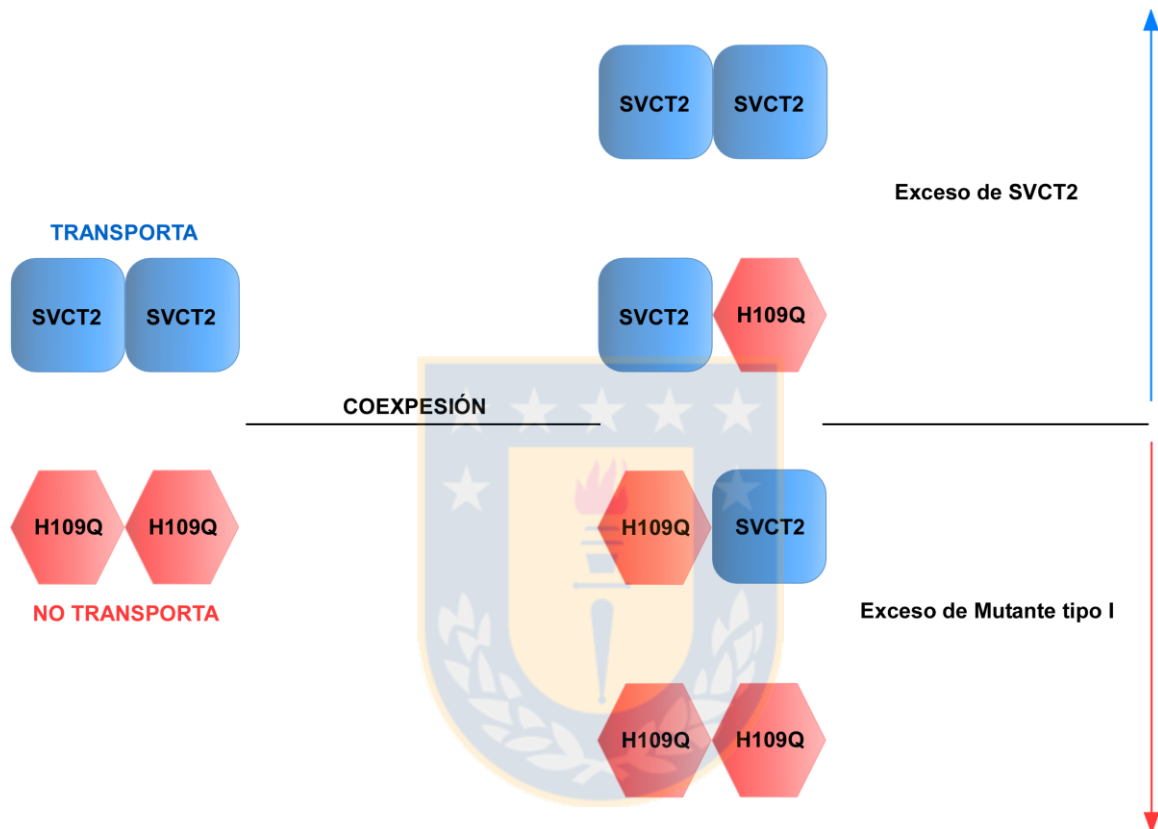 SVCT2 SVCT2
Exceso de SVCT2
TRANSPORTA
SVCT2 SVCT2
SVCT2 H109Q
COEXPESIÓN
H109Q H109Q
H109Q SVCT2
NO TRANSPORTA
Exceso de Mutante tipo I
H109Q H109Q